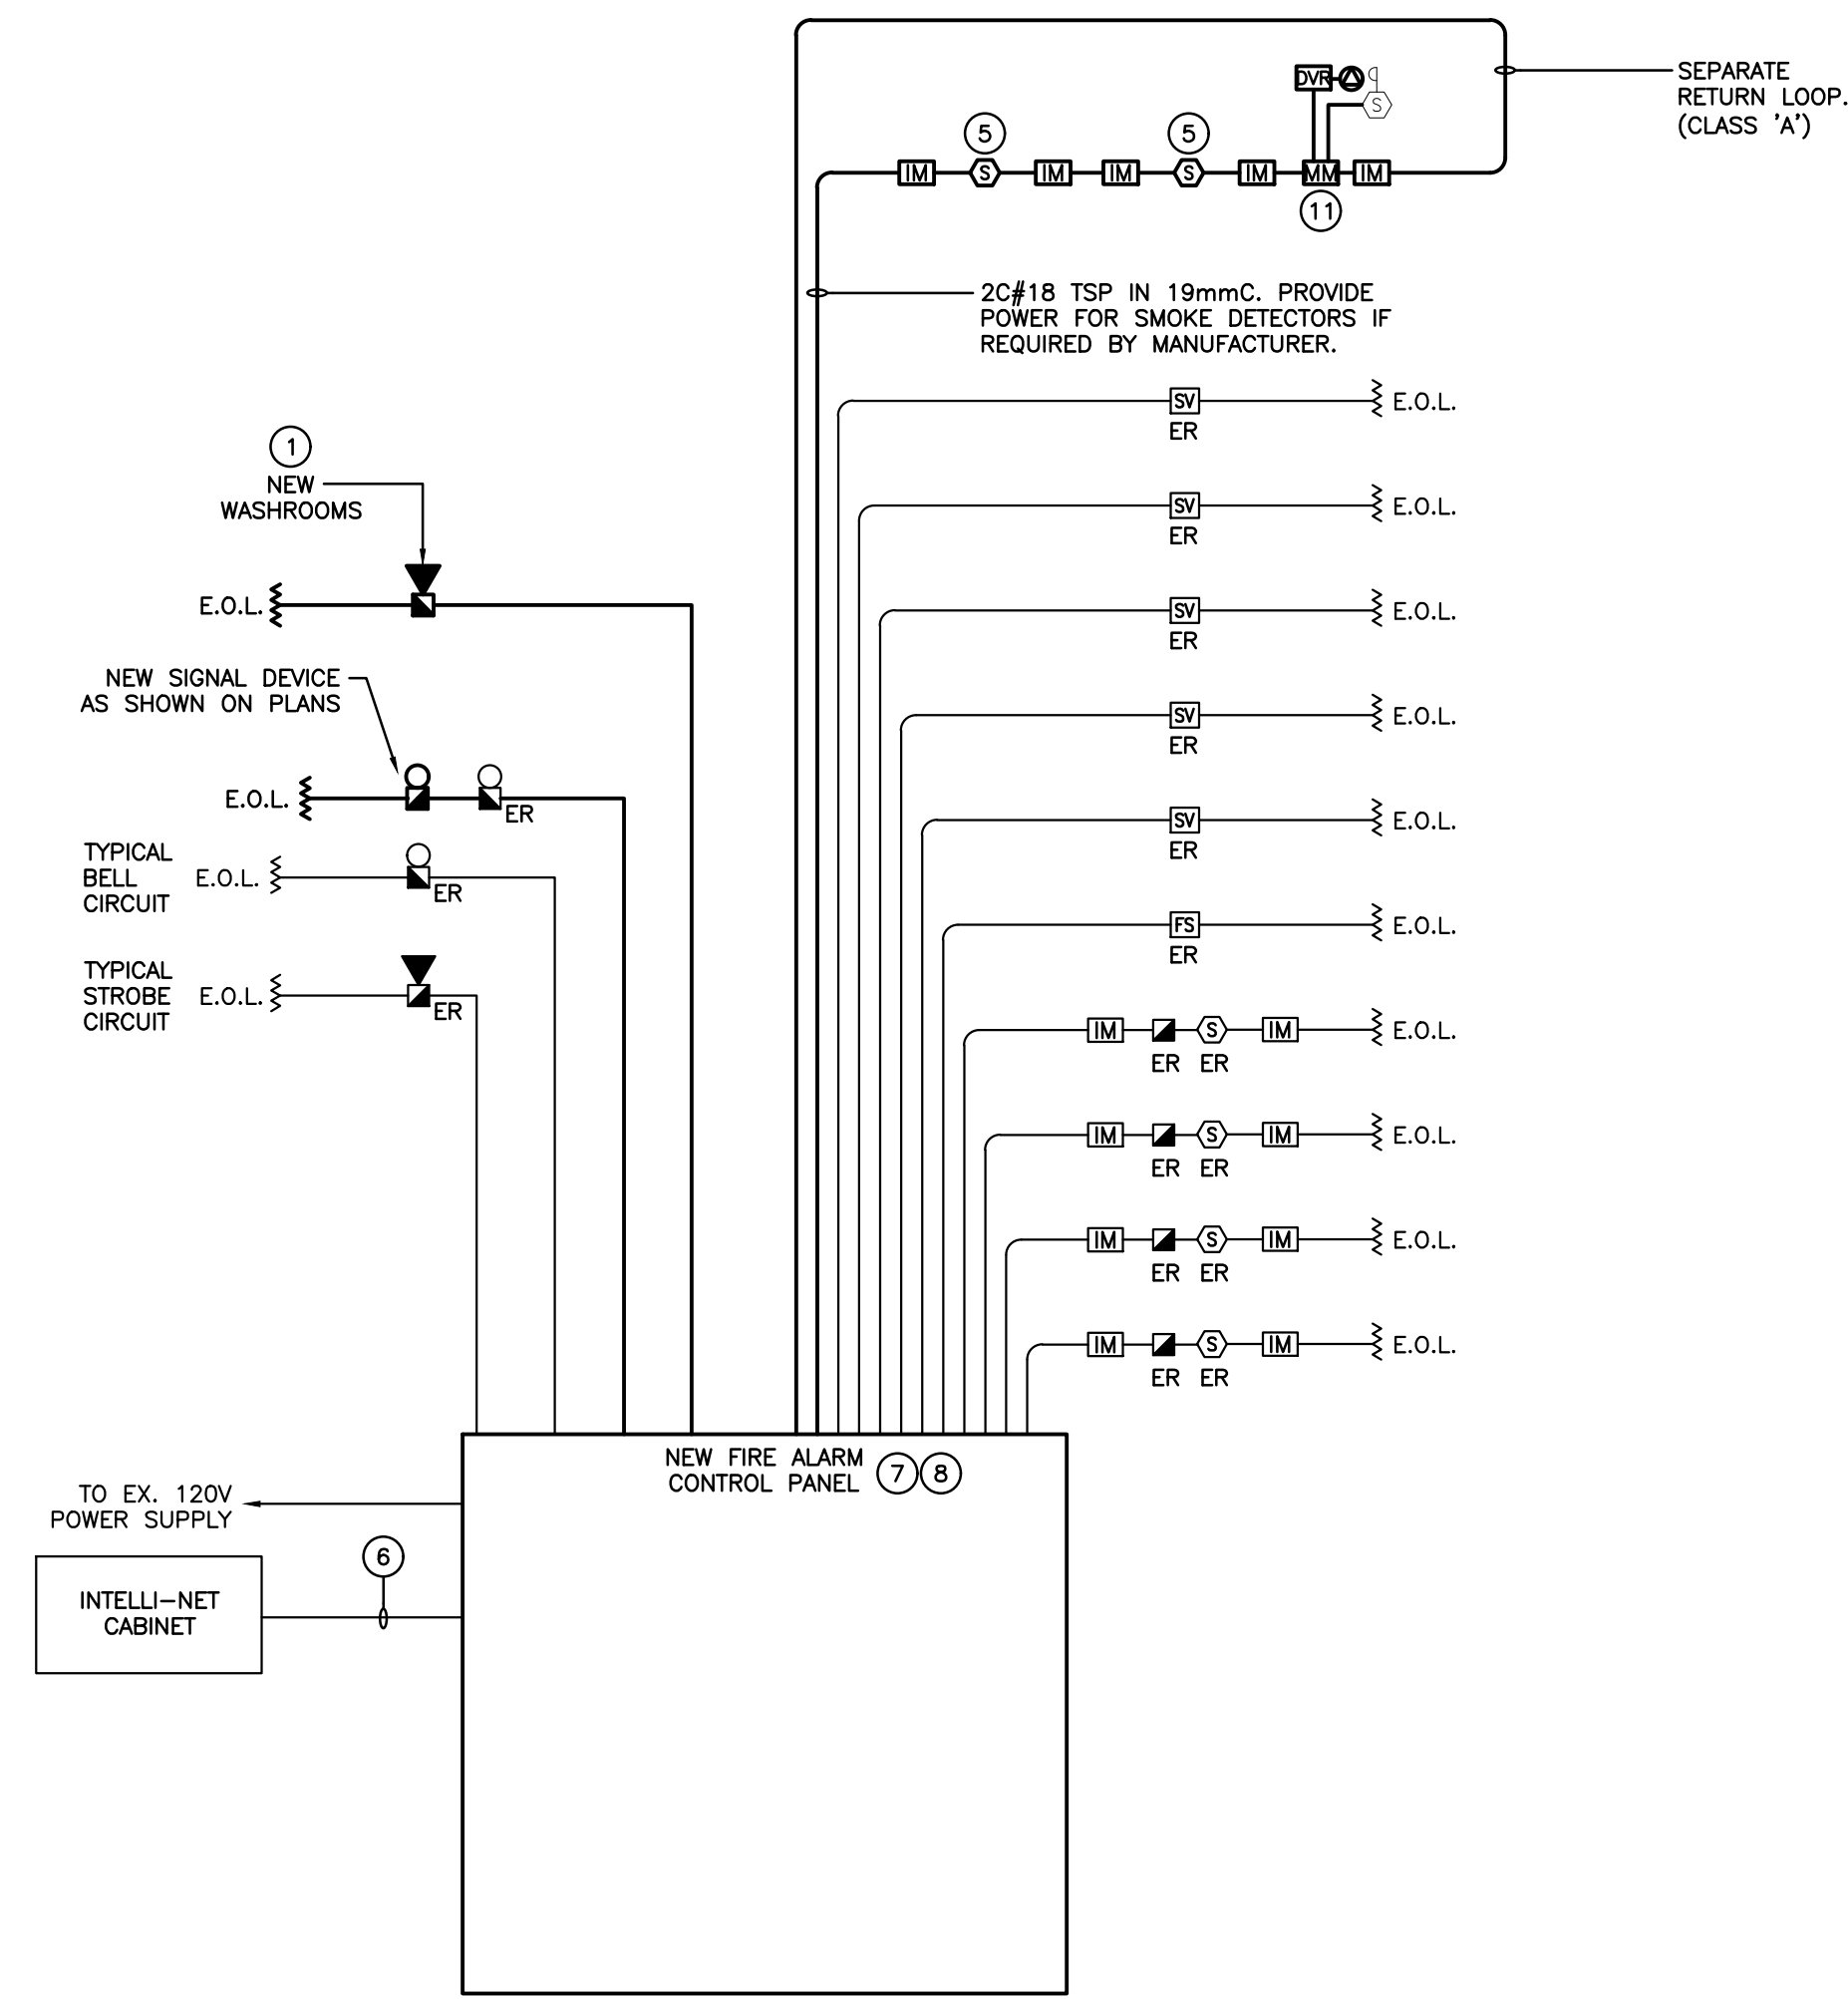 SEPARATE
RETURN LOOP.
(CLASS 'A')
DVR
S
5
5
IM
S
IM
IM
S
IM
MM
IM
11
2C#18 TSP IN 19mmC. PROVIDE
POWER FOR SMOKE DETECTORS IF
REQUIRED BY MANUFACTURER.
SV
E.O.L.
ER
SV
E.O.L.
ER
SV
E.O.L.
ER
SV
E.O.L.
ER
SV
E.O.L.
ER
FS
E.O.L.
ER
IM
S
IM
E.O.L.
ER
ER
IM
S
IM
E.O.L.
ER
ER
IM
S
IM
E.O.L.
ER
ER
IM
S
IM
E.O.L.
ER
ER
1
NEW
WASHROOMS
E.O.L.
NEW SIGNAL DEVICE
AS SHOWN ON PLANS
E.O.L.
ER
TYPICAL
BELL
CIRCUIT
E.O.L.
ER
TYPICAL
STROBE
CIRCUIT
E.O.L.
ER
NEW FIRE ALARM
CONTROL PANEL
7
8
TO EX. 120V
POWER SUPPLY
6
INTELLI-NET
CABINET